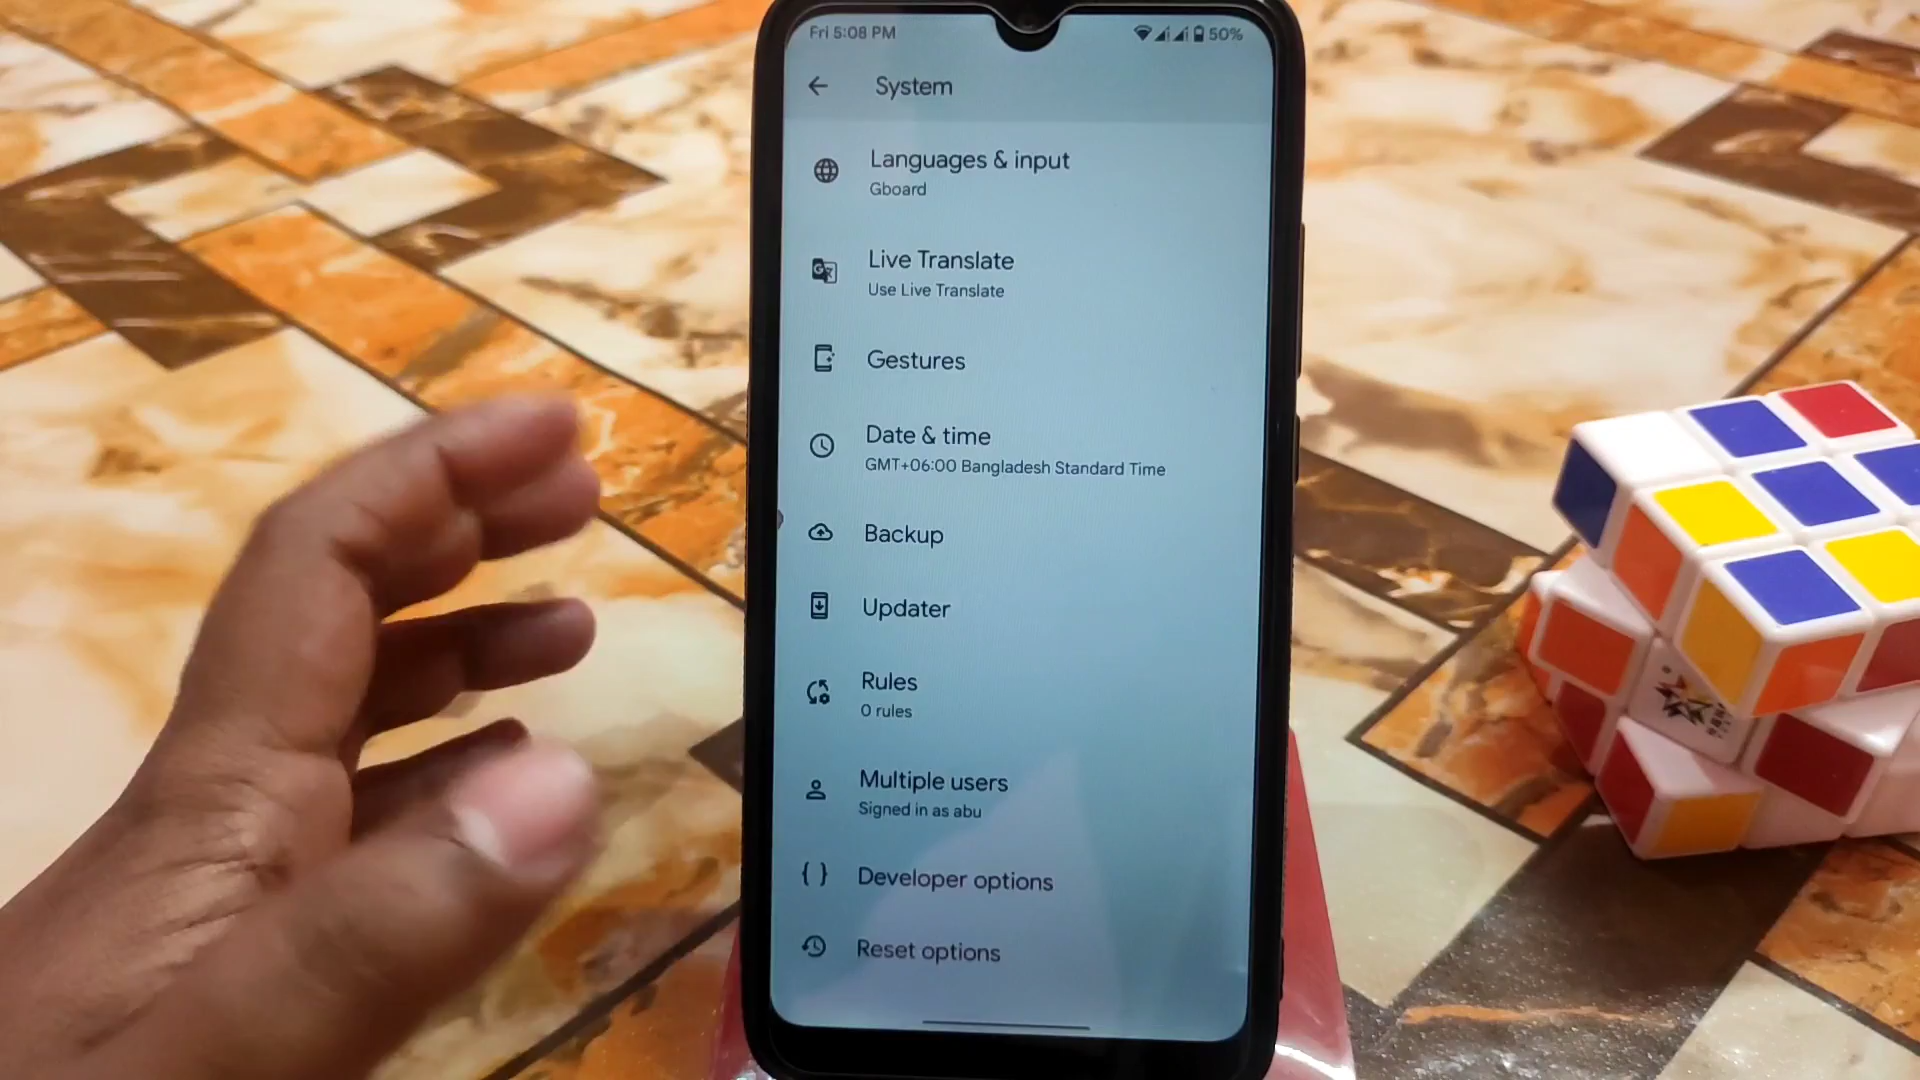 Fri 5:08 PM
50%
System
Languages & input
Gboard
Live Translate
Use Live Translate
Gestures
Date & time
GMT+06:00 Bangladesh Standard Time
Backup
Updater
Rules
0 rules
Multiple users
Signed in as abu
Developer options
Reset options